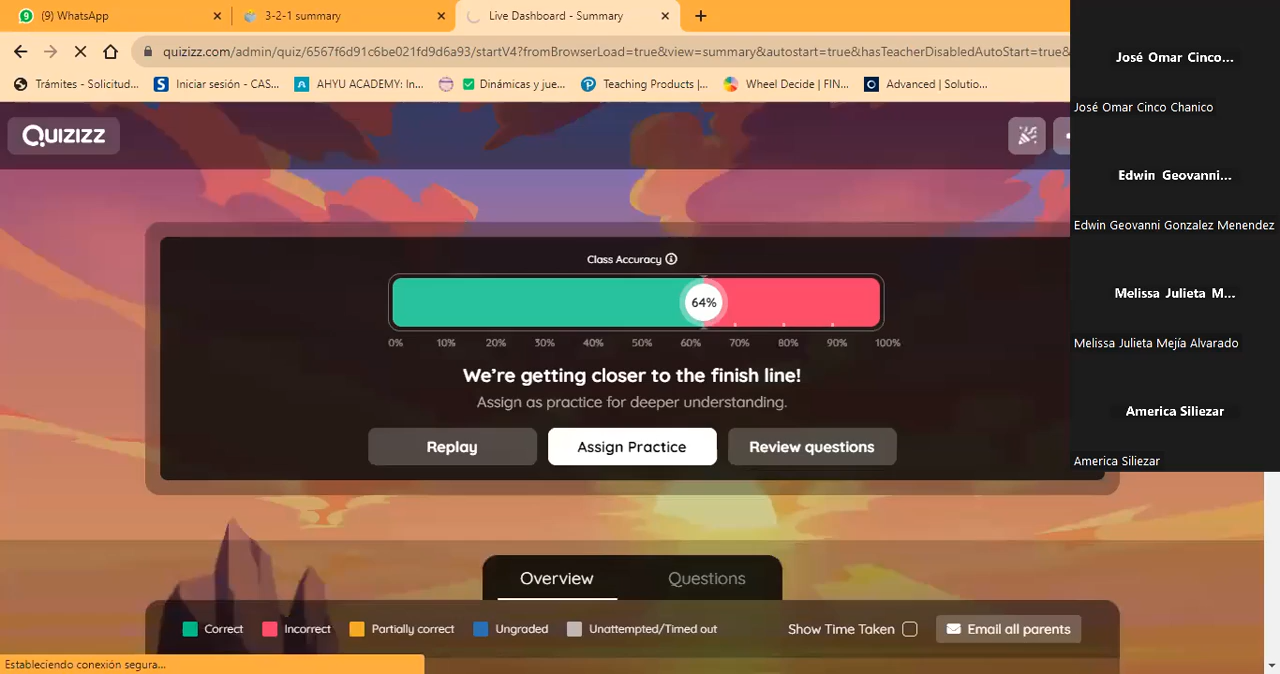 (9) WhatsApp
3-2-1 summary
Live Dashboard - Summary
quizizz.com/admin/quiz/6567f6d91c6be021fd9d6a93/startV4?fromBrowserLoad=true&view=summary&autostart=true&hasTeacherDisabledAutoStart=true&
Trámites - Solicitud...
Iniciar sesión - CAS...
AHYU ACADEMY: In...
Dinámicas y jue...
Teaching Products |...
Wheel Decide | FIN...
Advanced | Solutio...
José Omar Cinco...
José Omar Cinco Chanico
Edwin Geovanni...
Edwin Geovanni Gonzalez Menendez
Melissa Julieta M...
Melissa Julieta Mejía Alvarado
America Siliezar
America Siliezar
Quizizz
Class Accuracy
64%
0% 10% 20% 30% 40% 50% 60% 70% 80% 90% 100%
We're getting closer to the finish line!
Assign as practice for deeper understanding.
Replay
Assign Practice
Review questions
Overview
Questions
Correct
Incorrect
Partially correct
Ungraded
Unattempted/Timed out
Show Time Taken
Email all parents
Estableciendo conexión segura...